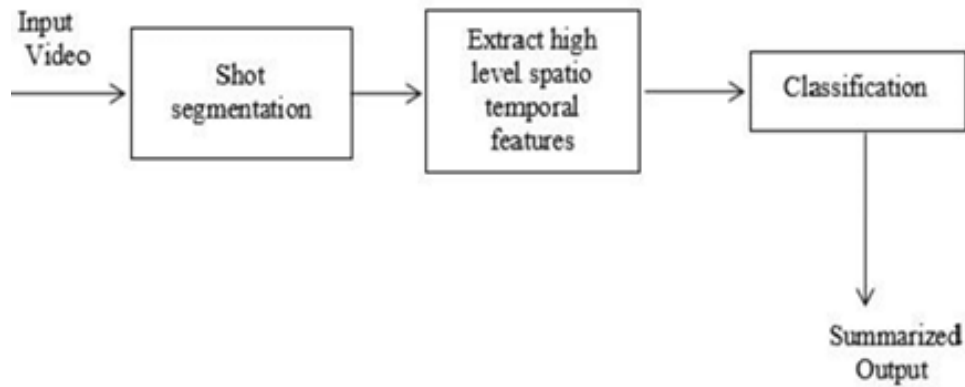 Input
Video
Shot
segmentation
Extract high
level spatio
temporal
features
Classification
Summarized
Output